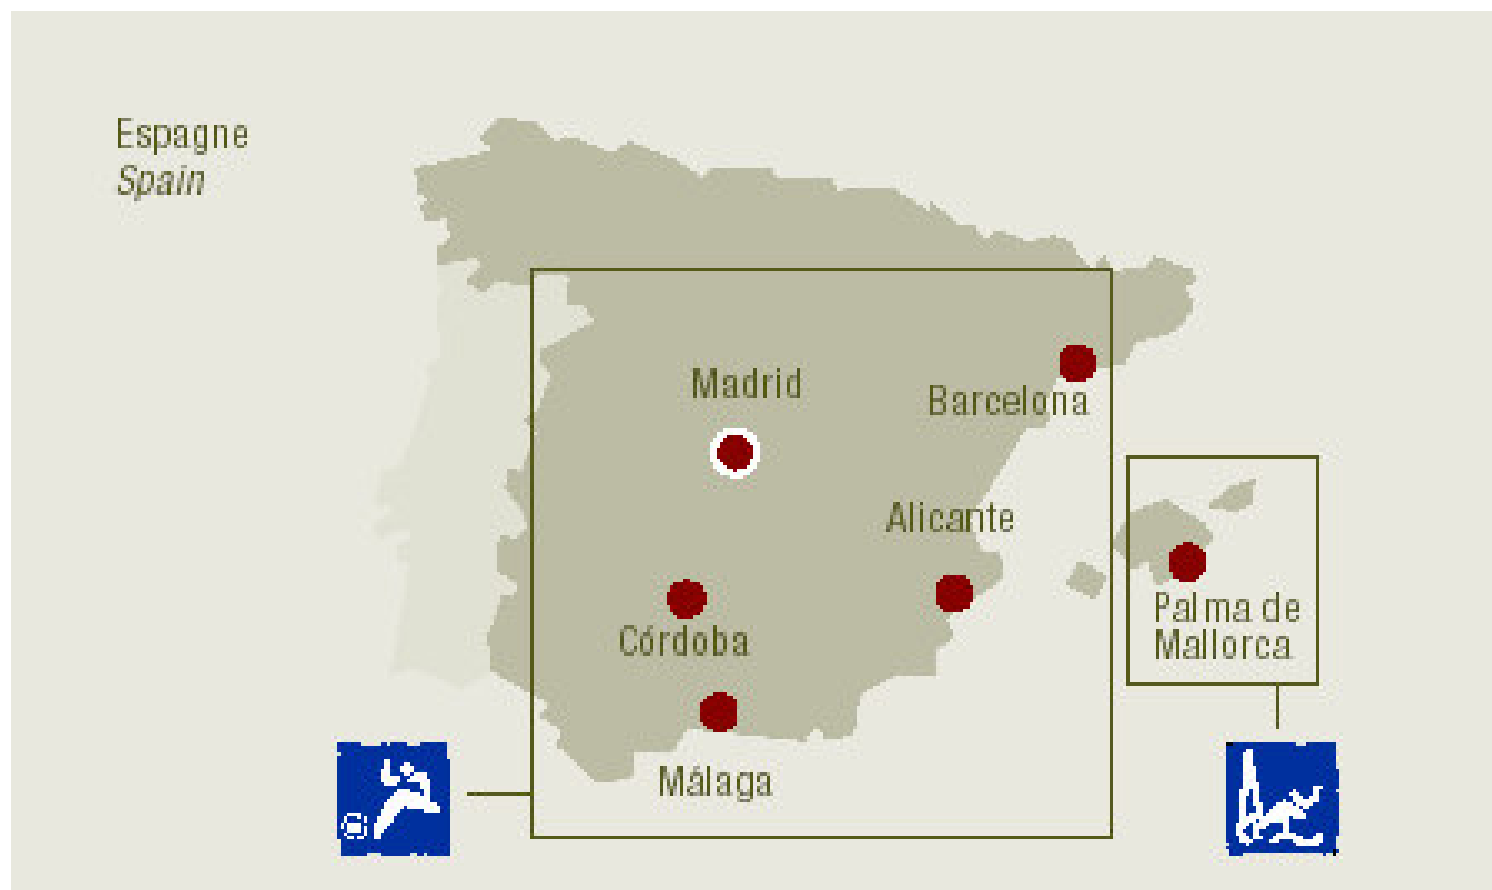 Espagne
Spain
Madrid
Barcelona
Alicante
Palma de
Mallorca
Córdoba
Málaga